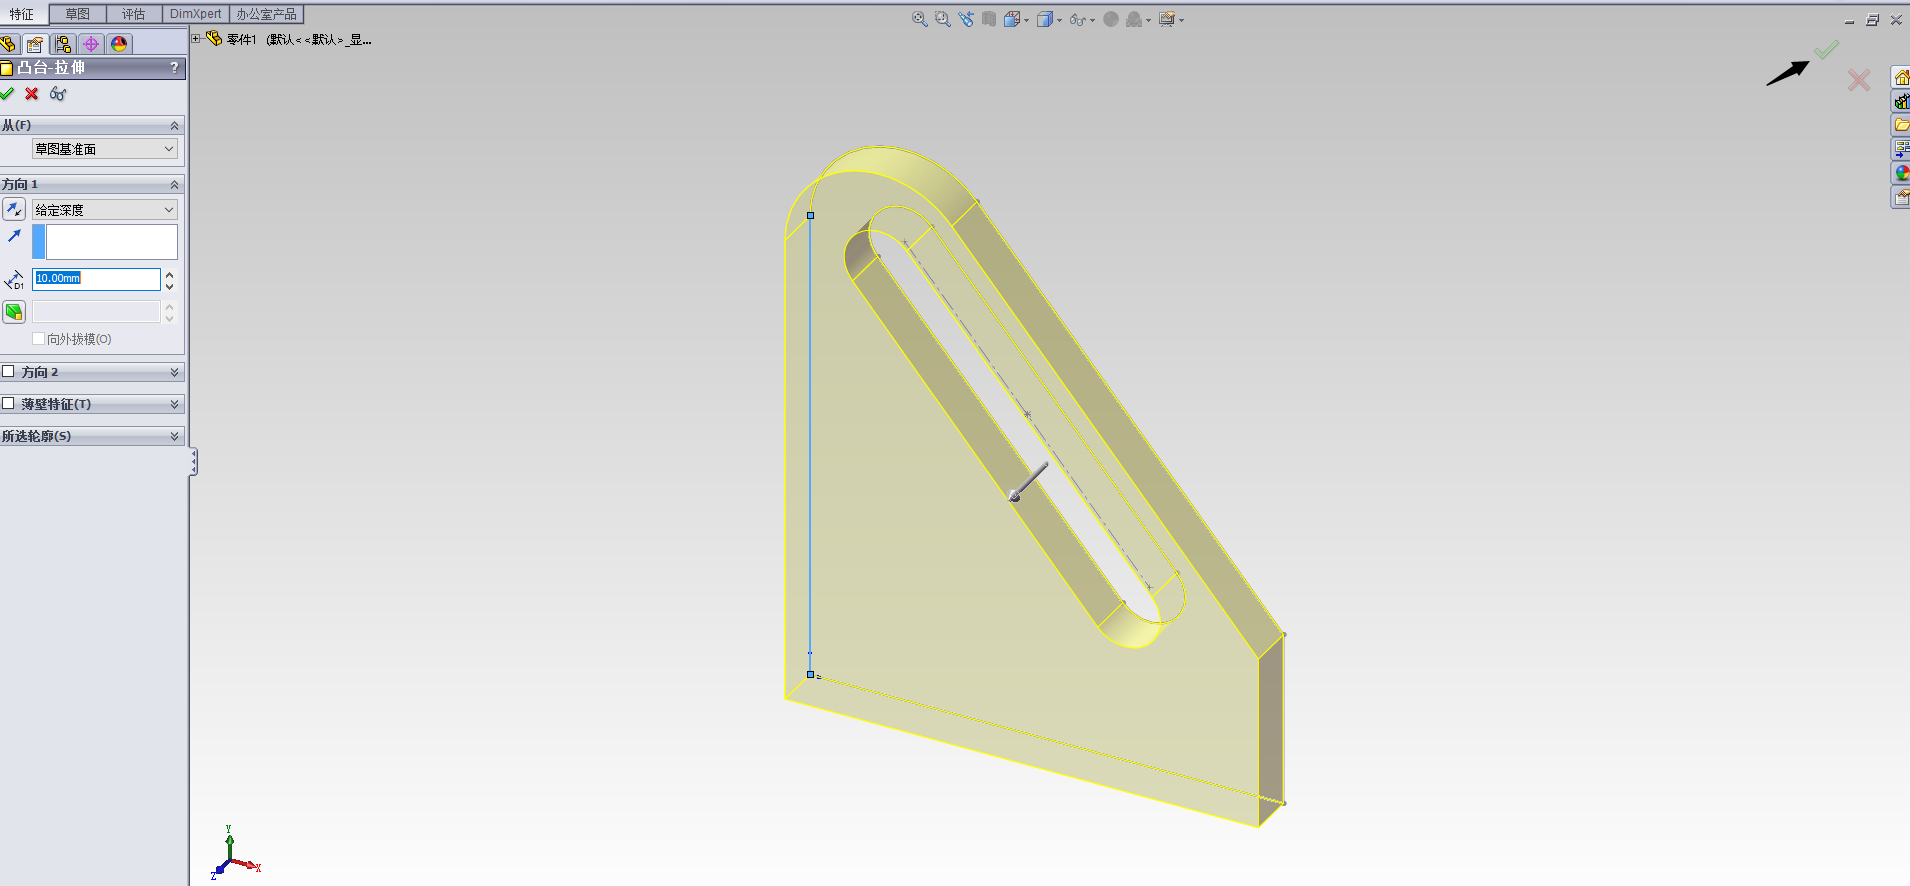 特征 草图 评估 DimXpert 办公室产品
零件1 (默认<<默认>_显...
凸台-拉伸 ?
从(F)
草图基准面
方向 1
给定深度
D1 10.00mm
向外拔模(O)
方向 2
薄壁特征(T)
所选轮廓(S)
Y
X
Z